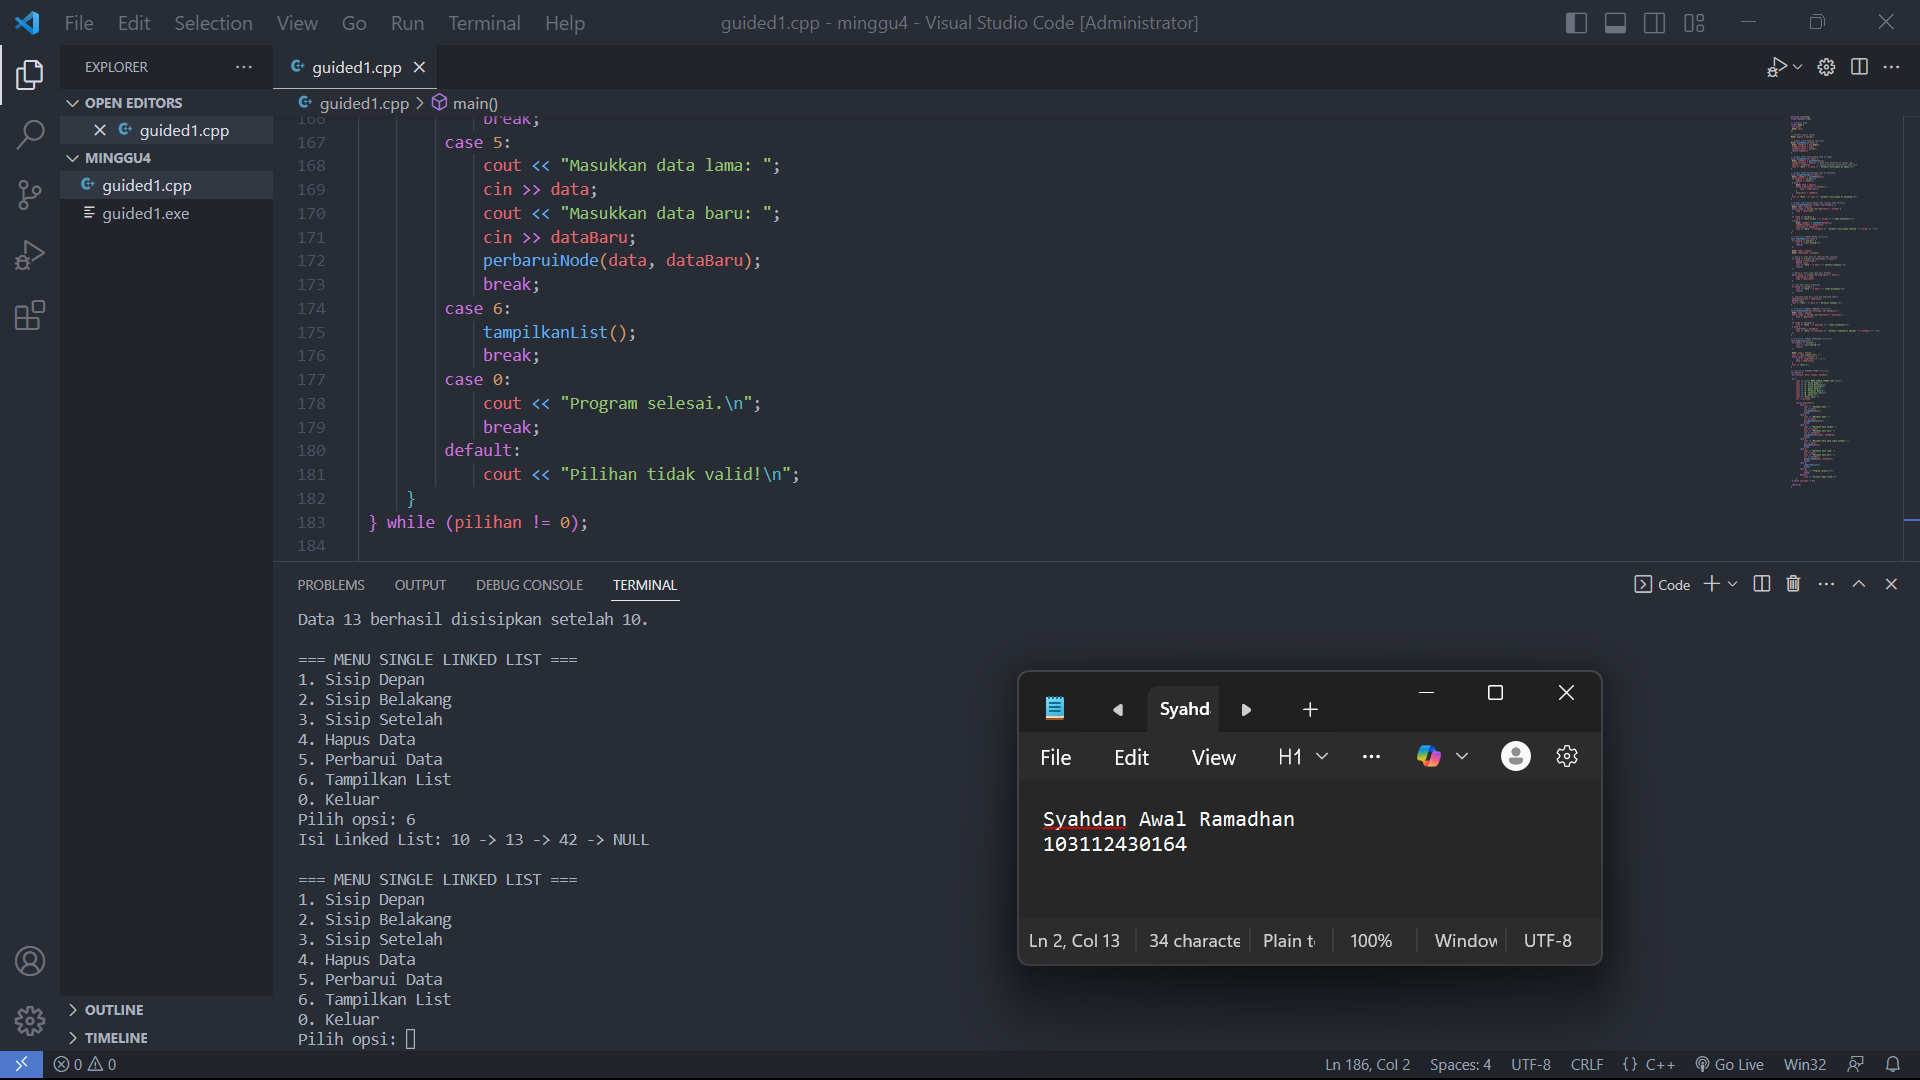 File Edit Selection View Go Run Terminal Help
guided1.cpp - minggu4 - Visual Studio Code [Administrator]
EXPLORER
OPEN EDITORS
guided1.cpp
MINGGU4
guided1.cpp
guided1.exe
OUTLINE
TIMELINE
guided1.cpp
guided1.cpp > main()
166 break;
167 case 5:
168 cout << "Masukkan data lama: ";
169 cin >> data;
170 cout << "Masukkan data baru: ";
171 cin >> dataBaru;
172 perbaruiNode(data, dataBaru);
173 break;
174 case 6:
175 tampilkanList();
176 break;
177 case 0:
178 cout << "Program selesai.\n";
179 break;
180 default:
181 cout << "Pilihan tidak valid!\n";
182 }
183 } while (pilihan != 0);
184
PROBLEMS OUTPUT DEBUG CONSOLE TERMINAL
Code
Data 13 berhasil disisipkan setelah 10.
=== MENU SINGLE LINKED LIST ===
1. Sisip Depan
2. Sisip Belakang
3. Sisip Setelah
4. Hapus Data
5. Perbarui Data
6. Tampilkan List
0. Keluar
Pilih opsi: 6
Isi Linked List: 10 -> 13 -> 42 -> NULL
=== MENU SINGLE LINKED LIST ===
1. Sisip Depan
2. Sisip Belakang
3. Sisip Setelah
4. Hapus Data
5. Perbarui Data
6. Tampilkan List
0. Keluar
Pilih opsi:
Syahd
File Edit View H1
Syahdan Awal Ramadhan
103112430164
Ln 2, Col 13 34 characte Plain t 100% Window UTF-8
0 0
Ln 186, Col 2 Spaces: 4 UTF-8 CRLF {} C++ Go Live Win32